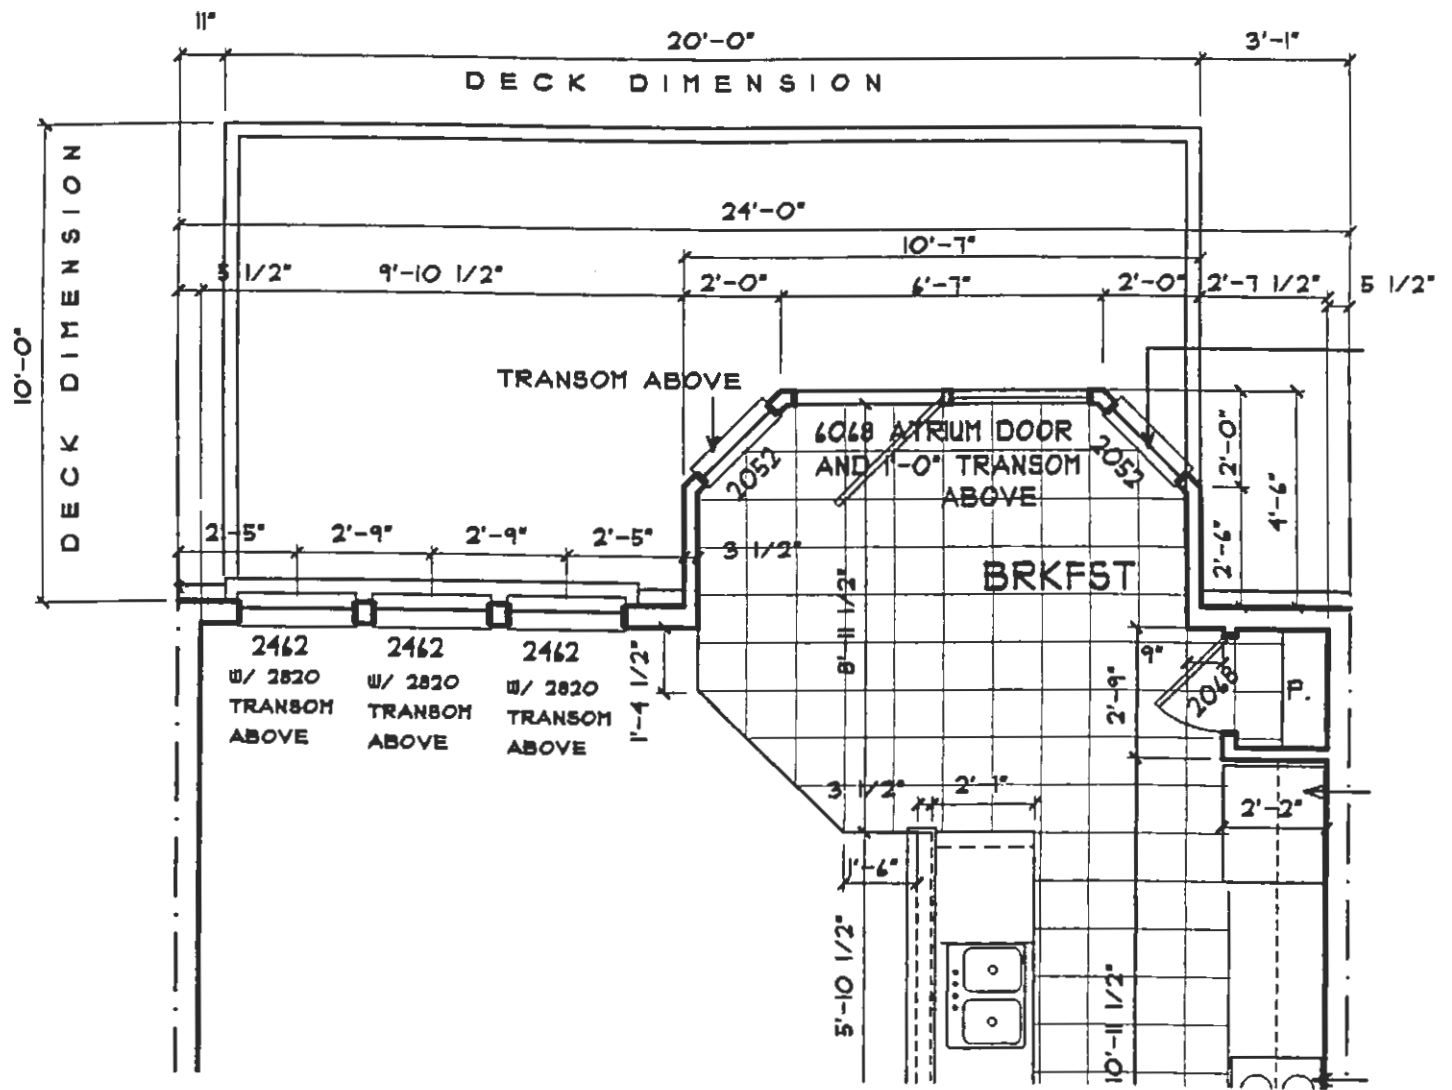 11"
20'-0"
3'-1"
DECK DIMENSION
DECK DIMENSION
10'-0"
24'-0"
10'-7"
5 1/2"
9'-10 1/2"
2'-0"
6'-7"
2'-0"
2'-7 1/2"
5 1/2"
TRANSOM ABOVE
6068 ATRIUM DOOR
AND 1'-0" TRANSOM
ABOVE
2052
2052
2'-0"
4'-6"
2'-6"
2'-5"
2'-9"
2'-9"
2'-5"
3 1/2"
BRKFST
8'-11 1/2"
2462
W/ 2820
TRANSOM
ABOVE
2462
W/ 2820
TRANSOM
ABOVE
2462
W/ 2820
TRANSOM
ABOVE
1'-4 1/2"
9"
2'-9"
2068
P.
3 1/2"
2'-1"
2'-2"
1'-6"
5'-10 1/2"
10'-11 1/2"